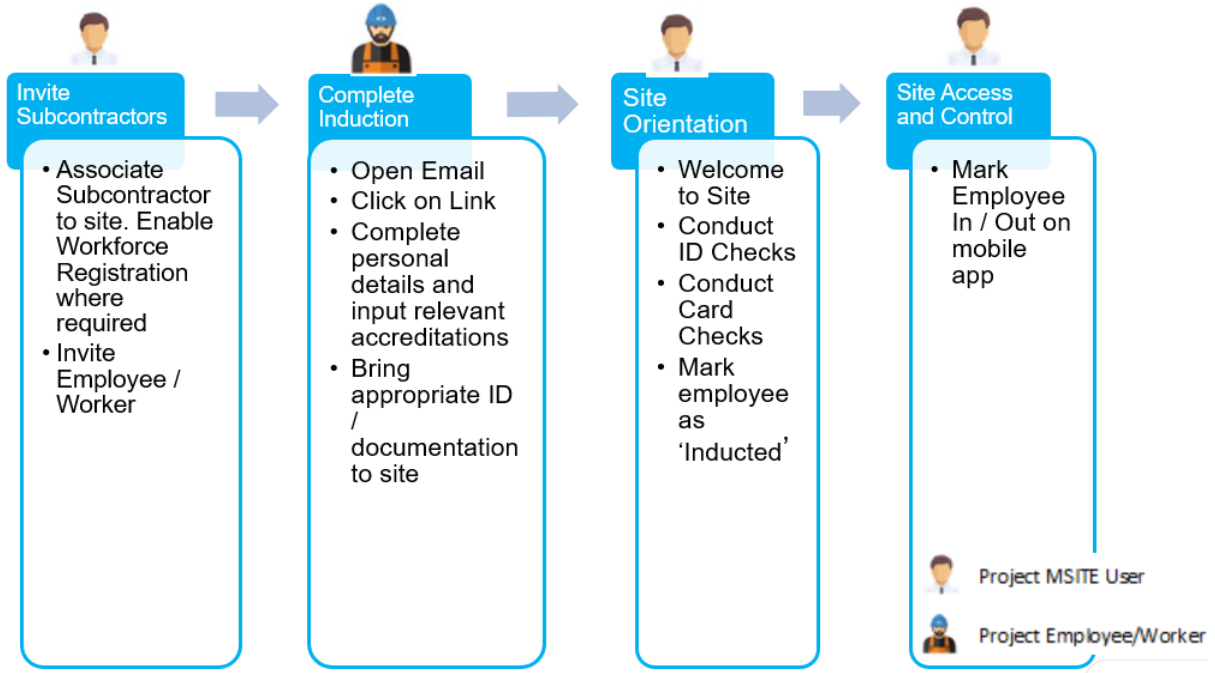 Invite
Subcontractors
• Associate
Subcontractor
to site. Enable
Workforce
Registration
where
required
• Invite
Employee /
Worker
Complete
Induction
• Open Email
• Click on Link
• Complete
personal
details and
input relevant
accreditations
• Bring
appropriate ID
/
documentation
to site
Site
Orientation
• Welcome
to Site
• Conduct
ID Checks
• Conduct
Card
Checks
• Mark
employee
as
‘Inducted’
Site Access
and Control
• Mark
Employee
In / Out on
mobile
app
Project MSITE User
Project Employee/Worker